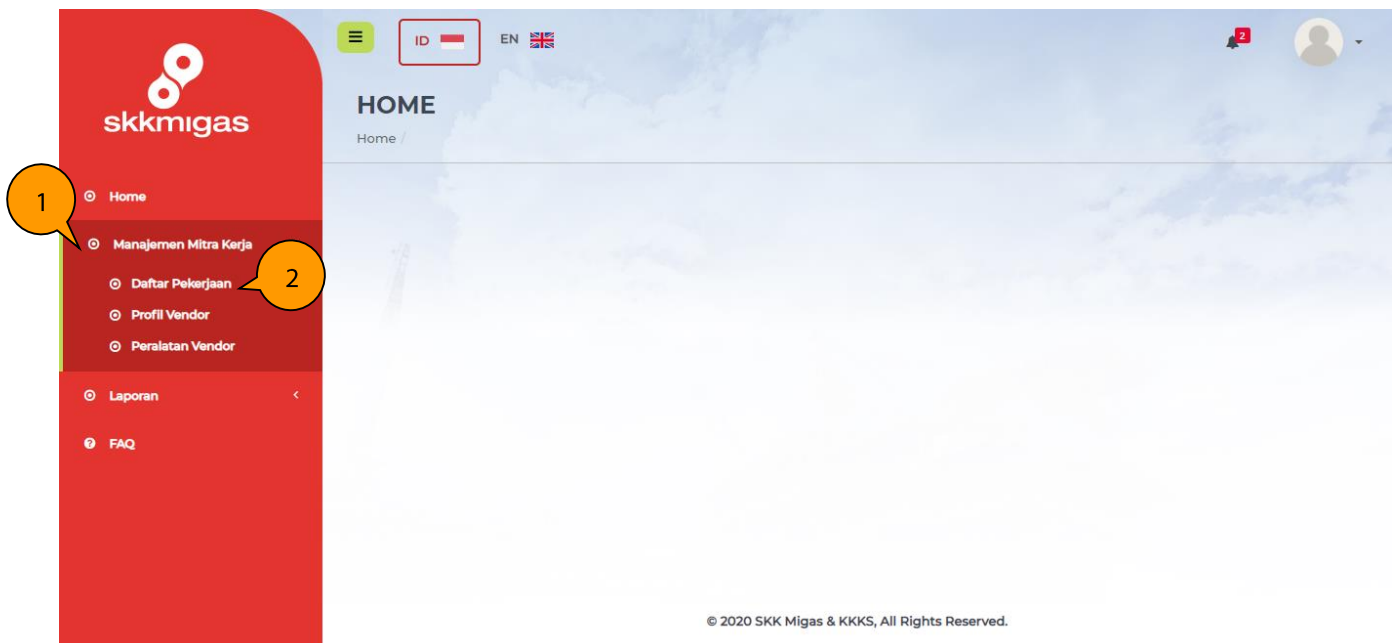 skkmigas
ID
EN
2
HOME
Home /
1
Home
Manajemen Mitra Kerja
Daftar Pekerjaan
2
Profil Vendor
Peralatan Vendor
Laporan
FAQ
© 2020 SKK Migas & KKKS, All Rights Reserved.